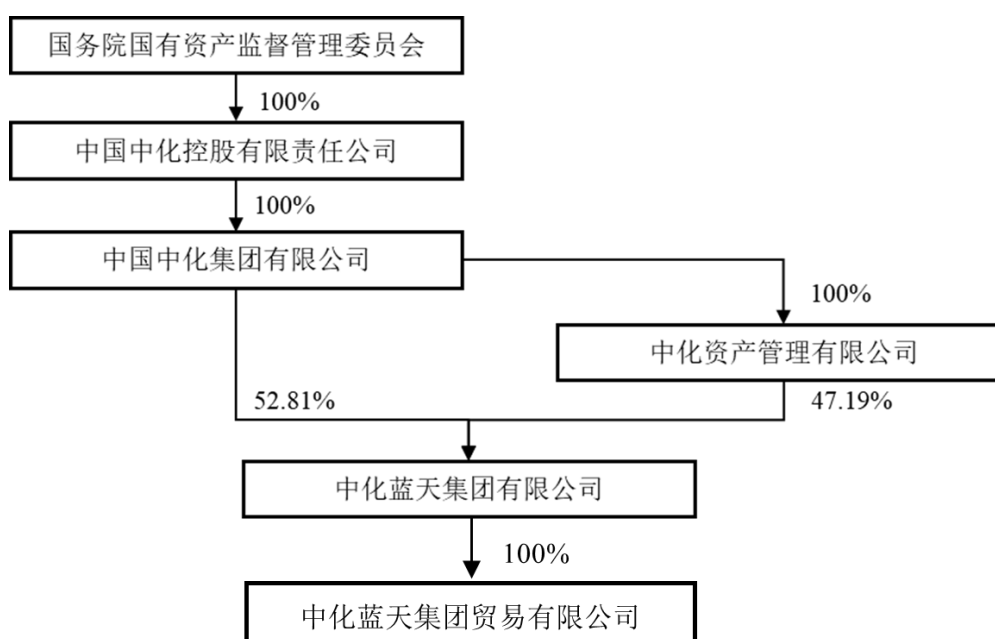 国务院国有资产监督管理委员会
100%
中国中化控股有限责任公司
100%
中国中化集团有限公司
100%
中化资产管理有限公司
52.81%
47.19%
中化蓝天集团有限公司
100%
中化蓝天集团贸易有限公司